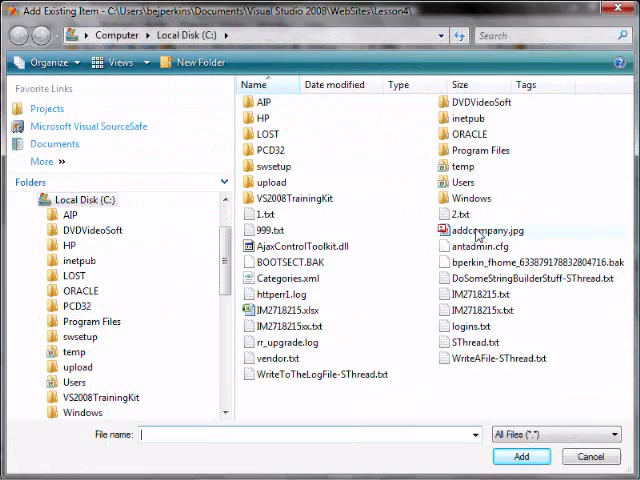 Add Existing Item - C:\Users\bejperkins\Documents\Visual Studio 2008\WebSites\Lesson4\
Computer Local Disk (C:) Search
Organize Views New Folder
Favorite Links
Projects
Microsoft Visual SourceSafe
Documents
More »
Folders
Local Disk (C:)
AIP
DVDVideoSoft
HP
inetpub
LOST
ORACLE
PCD32
Program Files
swsetup
temp
upload
Users
VS2008TrainingKit
Windows
Name Date modified Type Size Tags
AIP DVDVideoSoft
HP inetpub
LOST ORACLE
PCD32 Program Files
swsetup temp
upload Users
VS2008TrainingKit Windows
1.txt 2.txt
999.txt addcompany.jpg
AjaxControlToolkit.dll antadmin.cfg
BOOTSECT.BAK bperkin_fhome_633879178832804716.bak
Categories.xml DoSomeStringBuilderStuff-SThread.txt
httperr1.log IM2718215.txt
IM2718215.xlsx IM2718215x.txt
IM2718215xx.txt logins.txt
rr_upgrade.log SThread.txt
vendor.txt WriteAFile-SThread.txt
WriteToTheLogFile-SThread.txt
File name: All Files (*.*)
Add Cancel